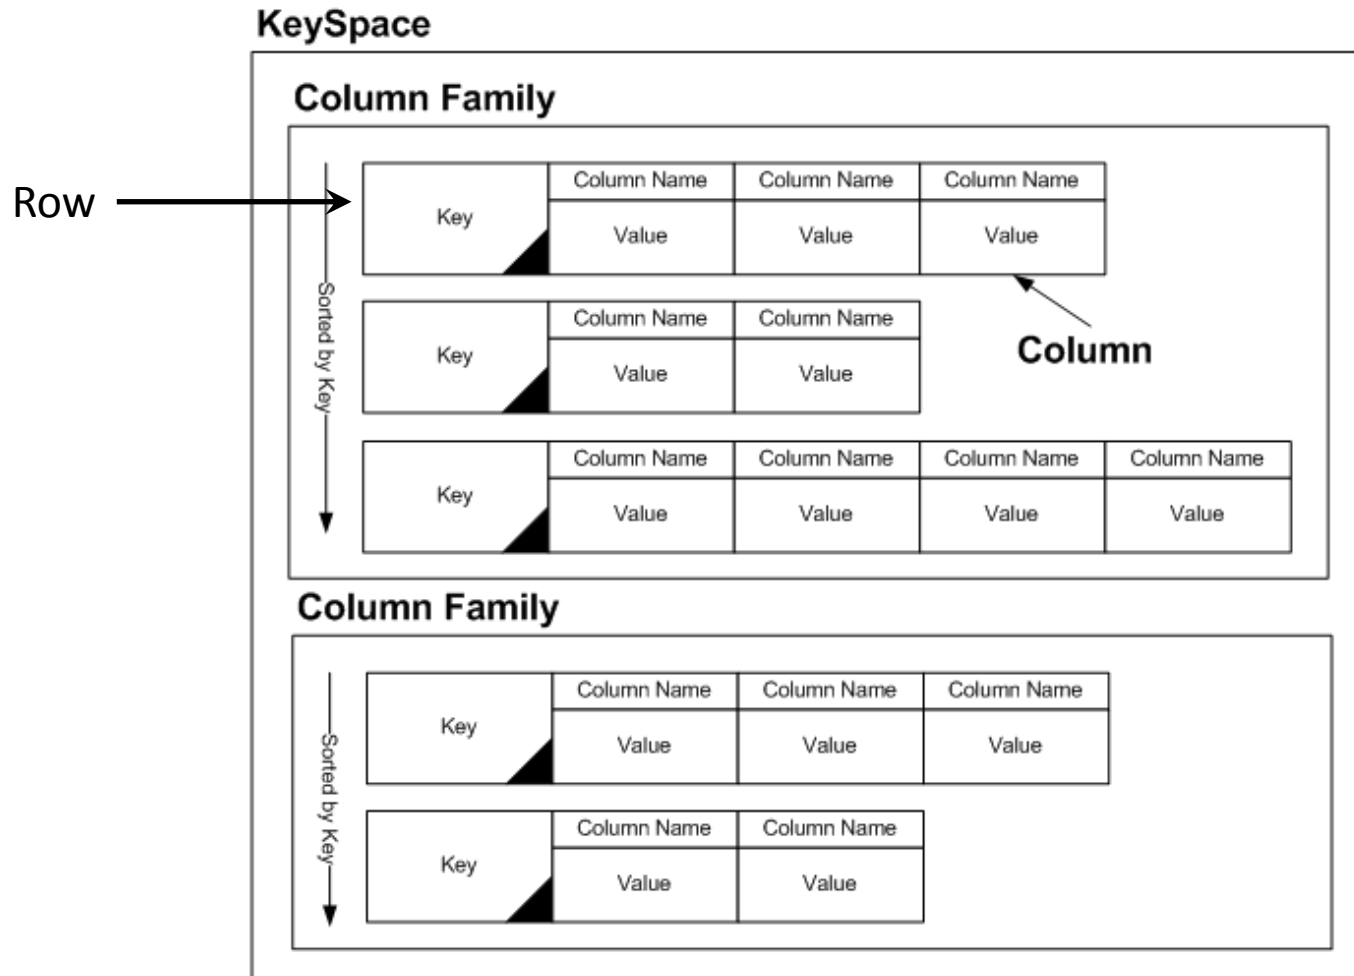 KeySpace
Column Family
Row
Sorted by Key
Key
Column Name Column Name Column Name
Value Value Value
Column
Key
Column Name Column Name
Value Value
Key
Column Name Column Name Column Name Column Name
Value Value Value Value
Column Family
Sorted by Key
Key
Column Name Column Name Column Name
Value Value Value
Key
Column Name Column Name
Value Value